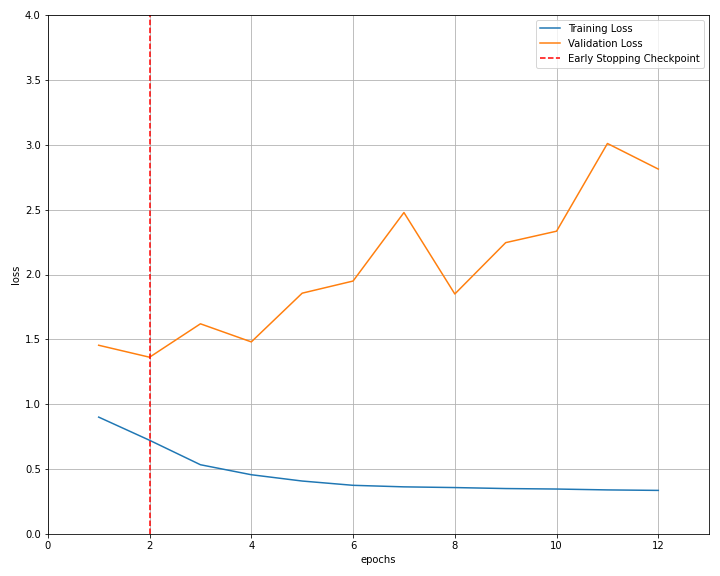 4.0
3.5
3.0
2.5
2.0
1.5
1.0
0.5
0.0
loss
Training Loss
Validation Loss
Early Stopping Checkpoint
0 2 4 6 8 10 12
epochs